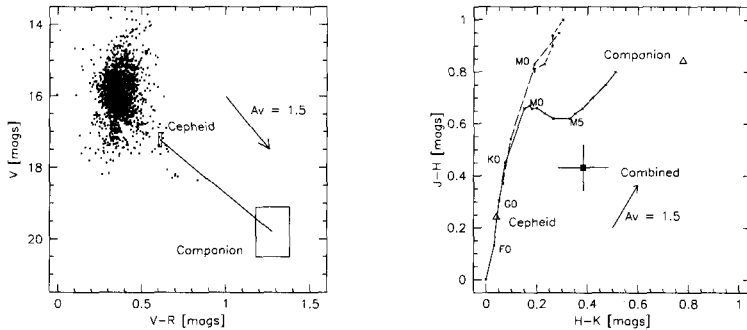 14
16
18
20
V [mags]
0
0.5
1
1.5
V-R [mags]
Av = 1.5
Cepheid
Companion
1
0.8
0.6
0.4
0.2
0
J-H [mags]
0
0.2
0.4
0.6
0.8
1
H-K [mags]
M0
Companion
M0
M5
K0
Combined
G0
Cepheid
Av = 1.5
F0